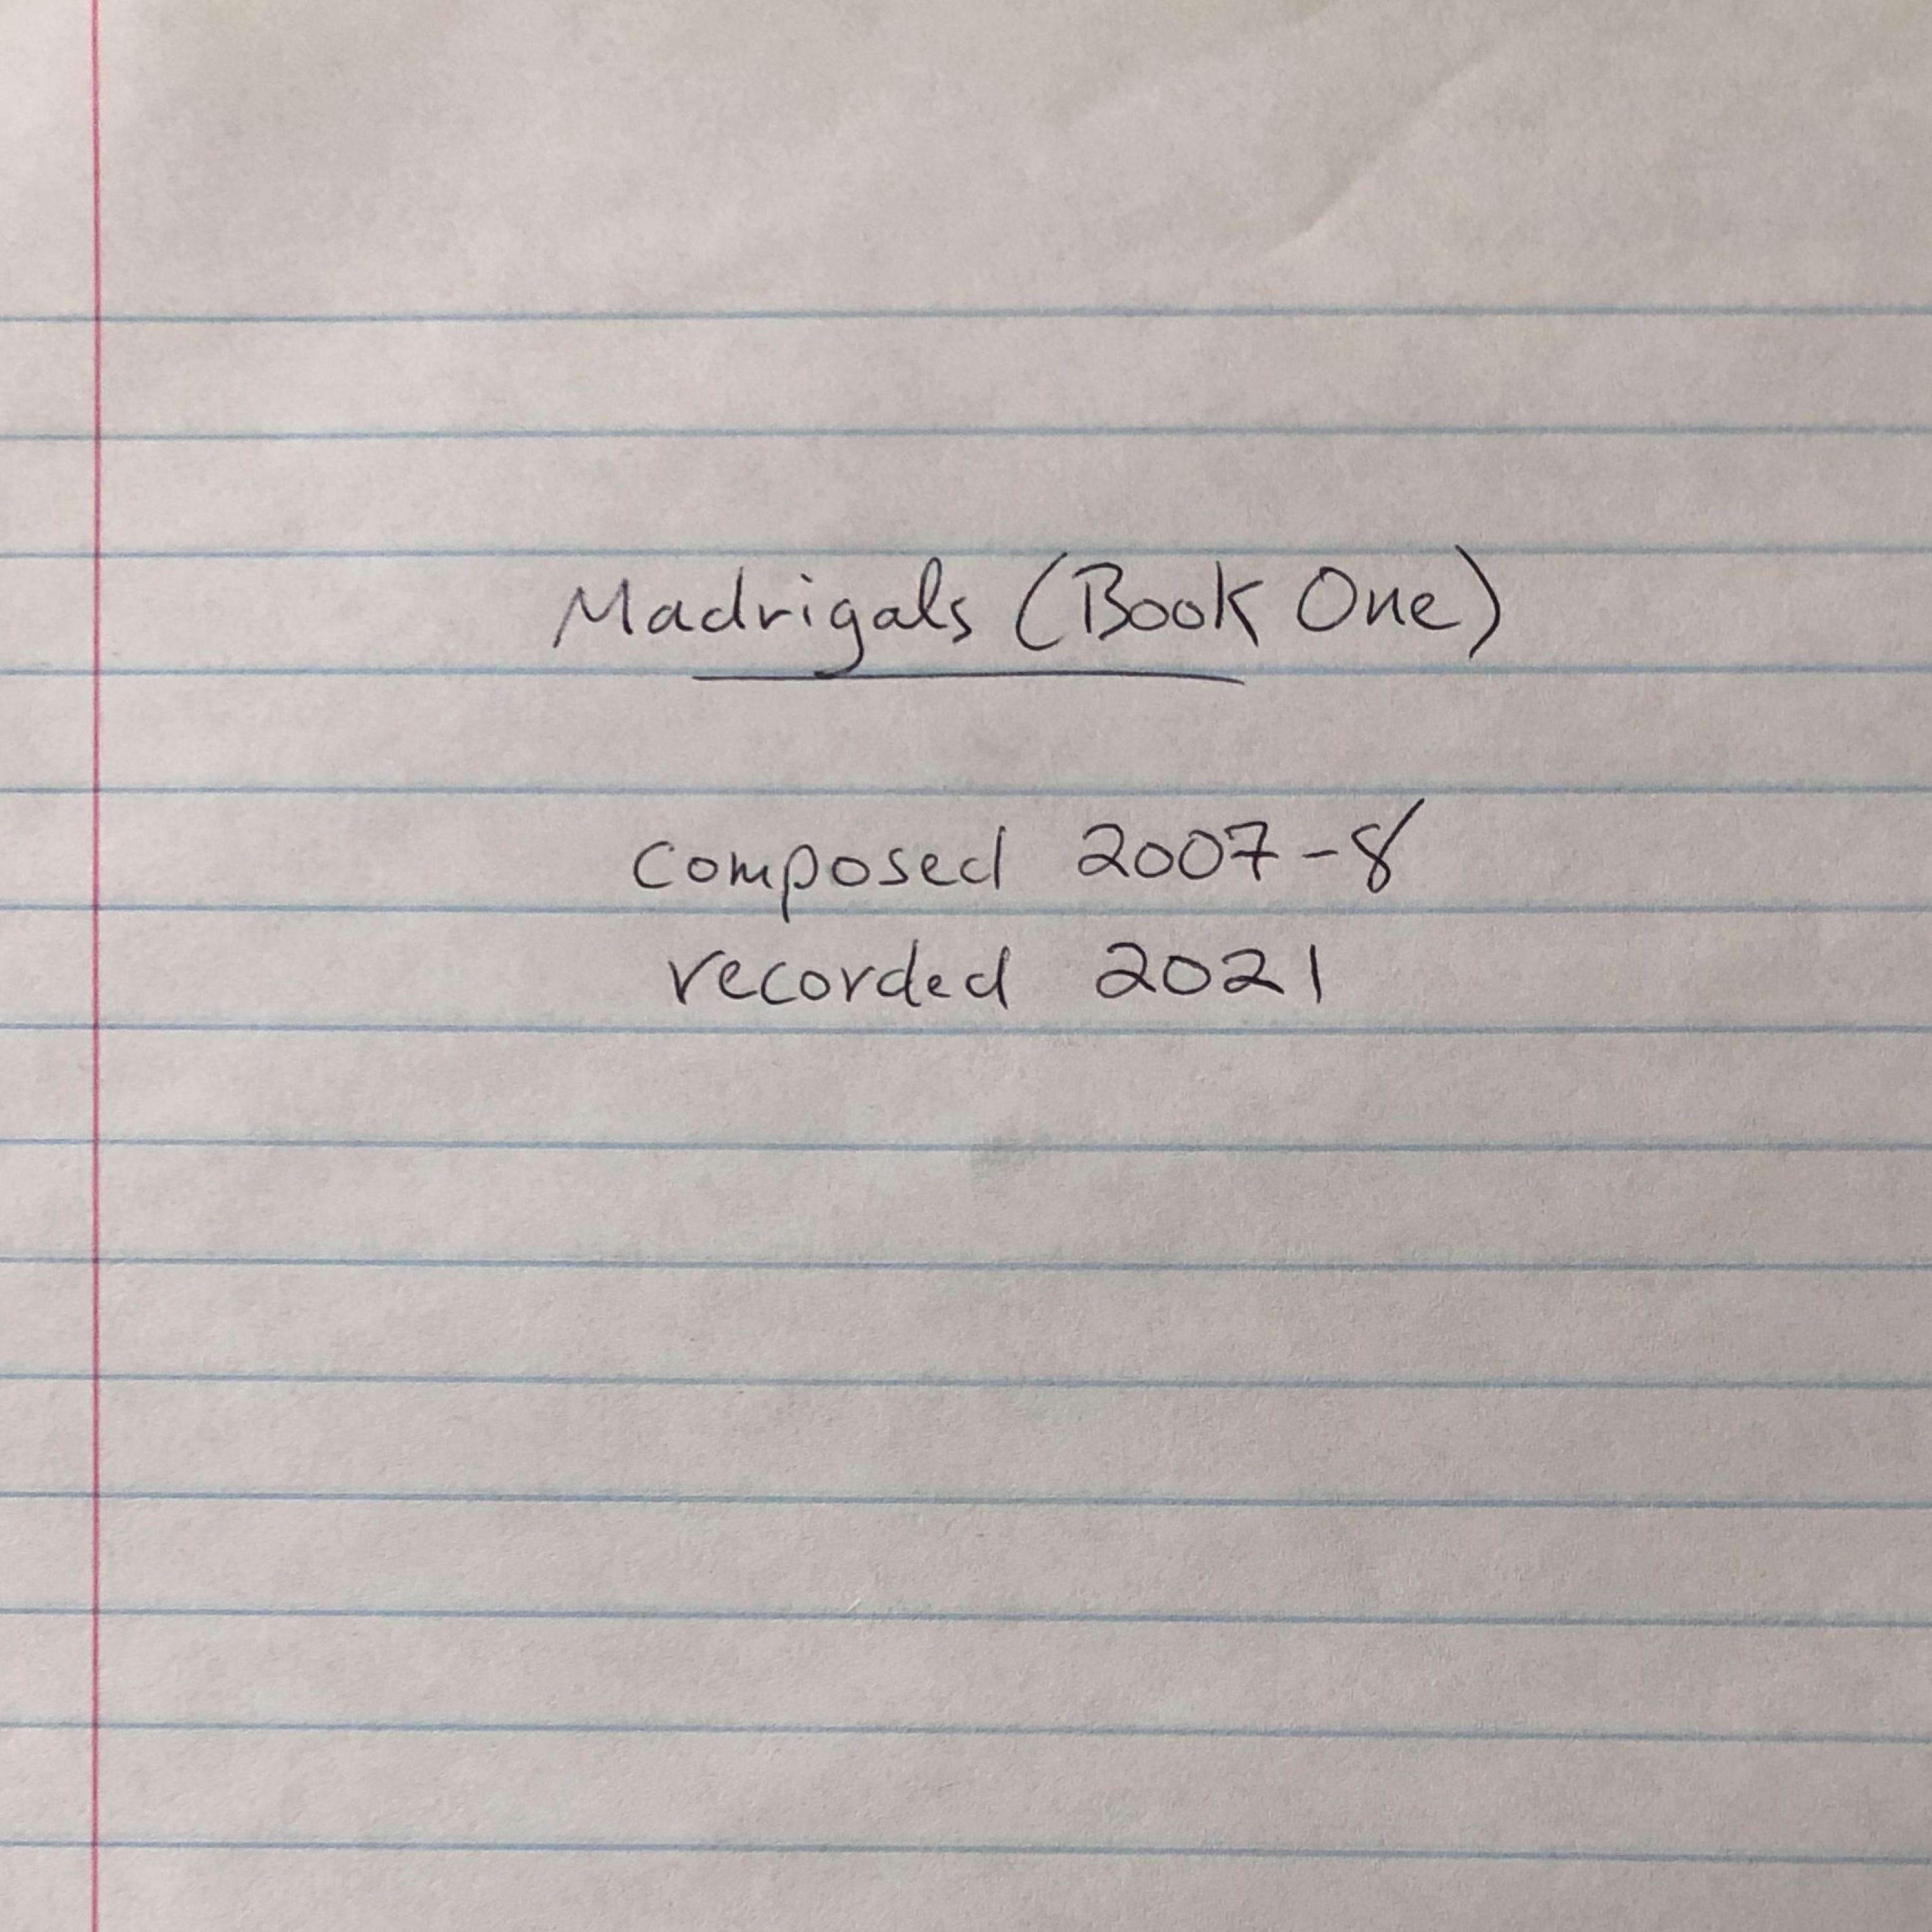 Madrigals (Book One)
composed 2007-8
recorded 2021